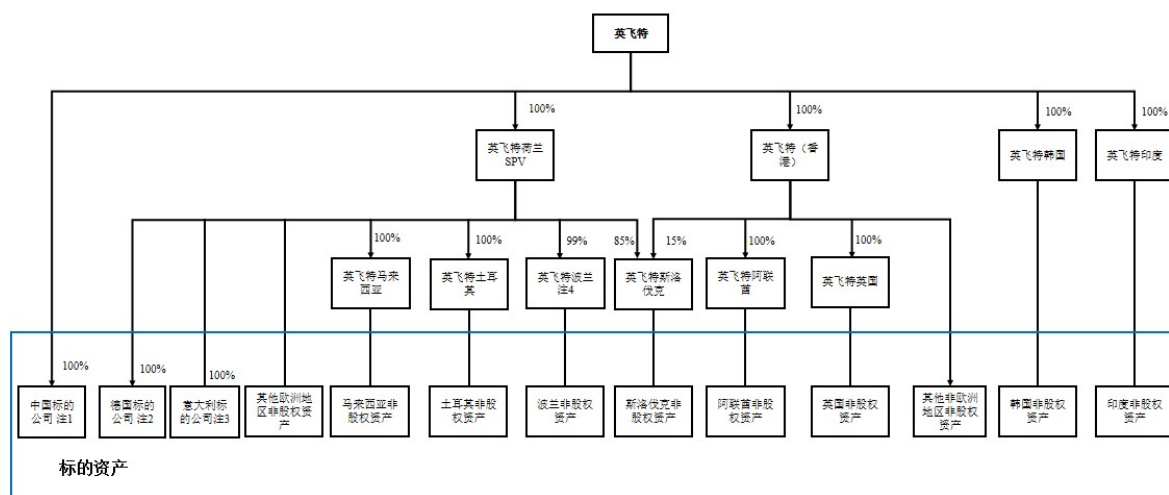 英飞特
100%
100%
100%
100%
英飞特荷兰
SPV
英飞特（香
港）
英飞特韩国
英飞特印度
100%
100%
99%
85%
15%
100%
100%
英飞特马来
西亚
英飞特土耳
其
英飞特波兰
注4
英飞特斯洛
伐克
英飞特阿联
酋
英飞特英国
100%
100%
100%
中国标的
公司 注1
德国标的
公司 注2
意大利标
的公司注3
其他欧洲地
区非股权资
产
马来西亚非
股权资产
土耳其非股
权资产
波兰非股权
资产
斯洛伐克非
股权资产
阿联酋非股
权资产
英国非股权
资产
其他非欧洲
地区非股权
资产
韩国非股权
资产
印度非股权
资产
标的资产